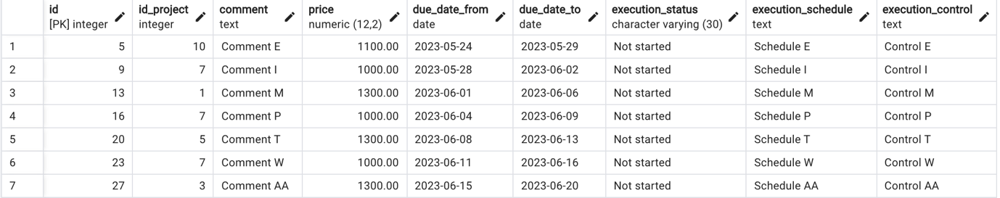 id id_project comment price due_date_from due_date_to execution_status execution_schedule execution_control
[PK] integer integer text numeric (12,2) date date character varying (30) text text
1 5 10 Comment E 1100.00 2023-05-24 2023-05-29 Not started Schedule E Control E
2 9 7 Comment I 1000.00 2023-05-28 2023-06-02 Not started Schedule I Control I
3 13 1 Comment M 1300.00 2023-06-01 2023-06-06 Not started Schedule M Control M
4 16 7 Comment P 1000.00 2023-06-04 2023-06-09 Not started Schedule P Control P
5 20 5 Comment T 1300.00 2023-06-08 2023-06-13 Not started Schedule T Control T
6 23 7 Comment W 1000.00 2023-06-11 2023-06-16 Not started Schedule W Control W
7 27 3 Comment AA 1300.00 2023-06-15 2023-06-20 Not started Schedule AA Control AA